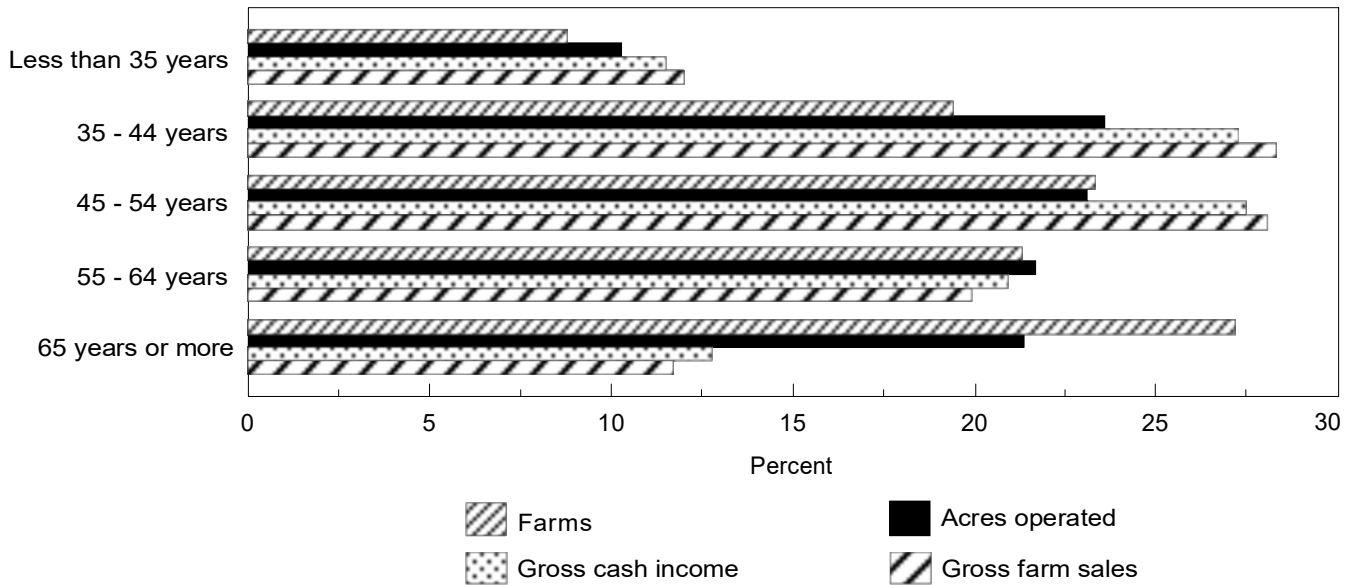 Less than 35 years
35 - 44 years
45 - 54 years
55 - 64 years
65 years or more
0 5 10 15 20 25 30
Percent
Farms Acres operated
Gross cash income Gross farm sales